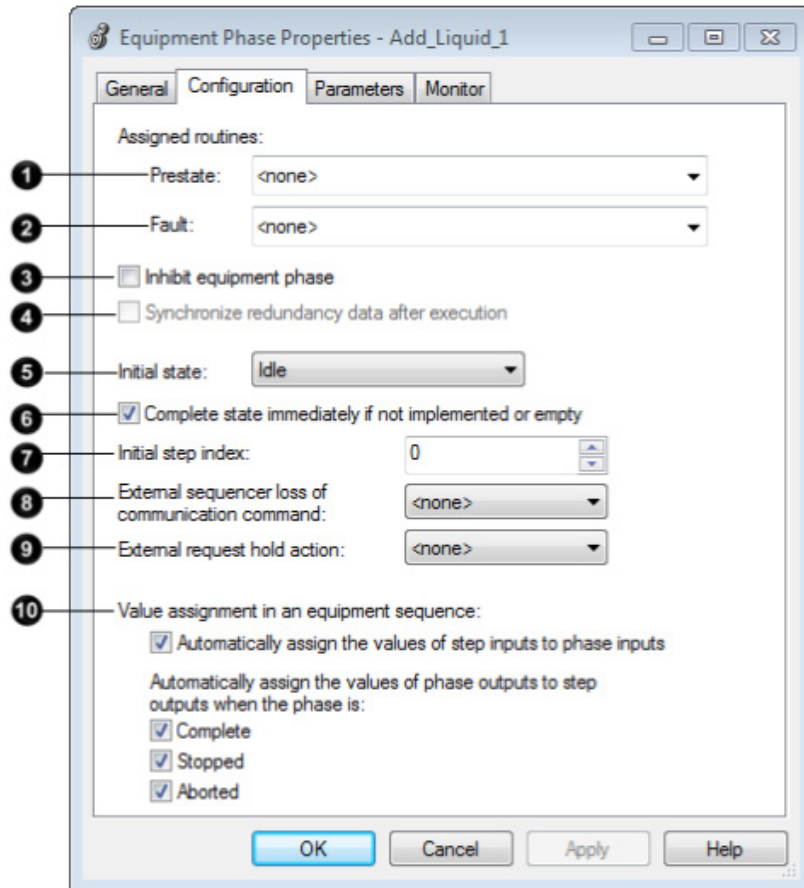 Equipment Phase Properties - Add_Liquid_1
General Configuration Parameters Monitor
Assigned routines:
1 Prestate: <none>
2 Fault: <none>
3 Inhibit equipment phase
4 Synchronize redundancy data after execution
5 Initial state: Idle
6 Complete state immediately if not implemented or empty
7 Initial step index: 0
8 External sequencer loss of
communication command: <none>
9 External request hold action: <none>
10 Value assignment in an equipment sequence:
Automatically assign the values of step inputs to phase inputs
Automatically assign the values of phase outputs to step
outputs when the phase is:
Complete
Stopped
Aborted
OK Cancel Apply Help